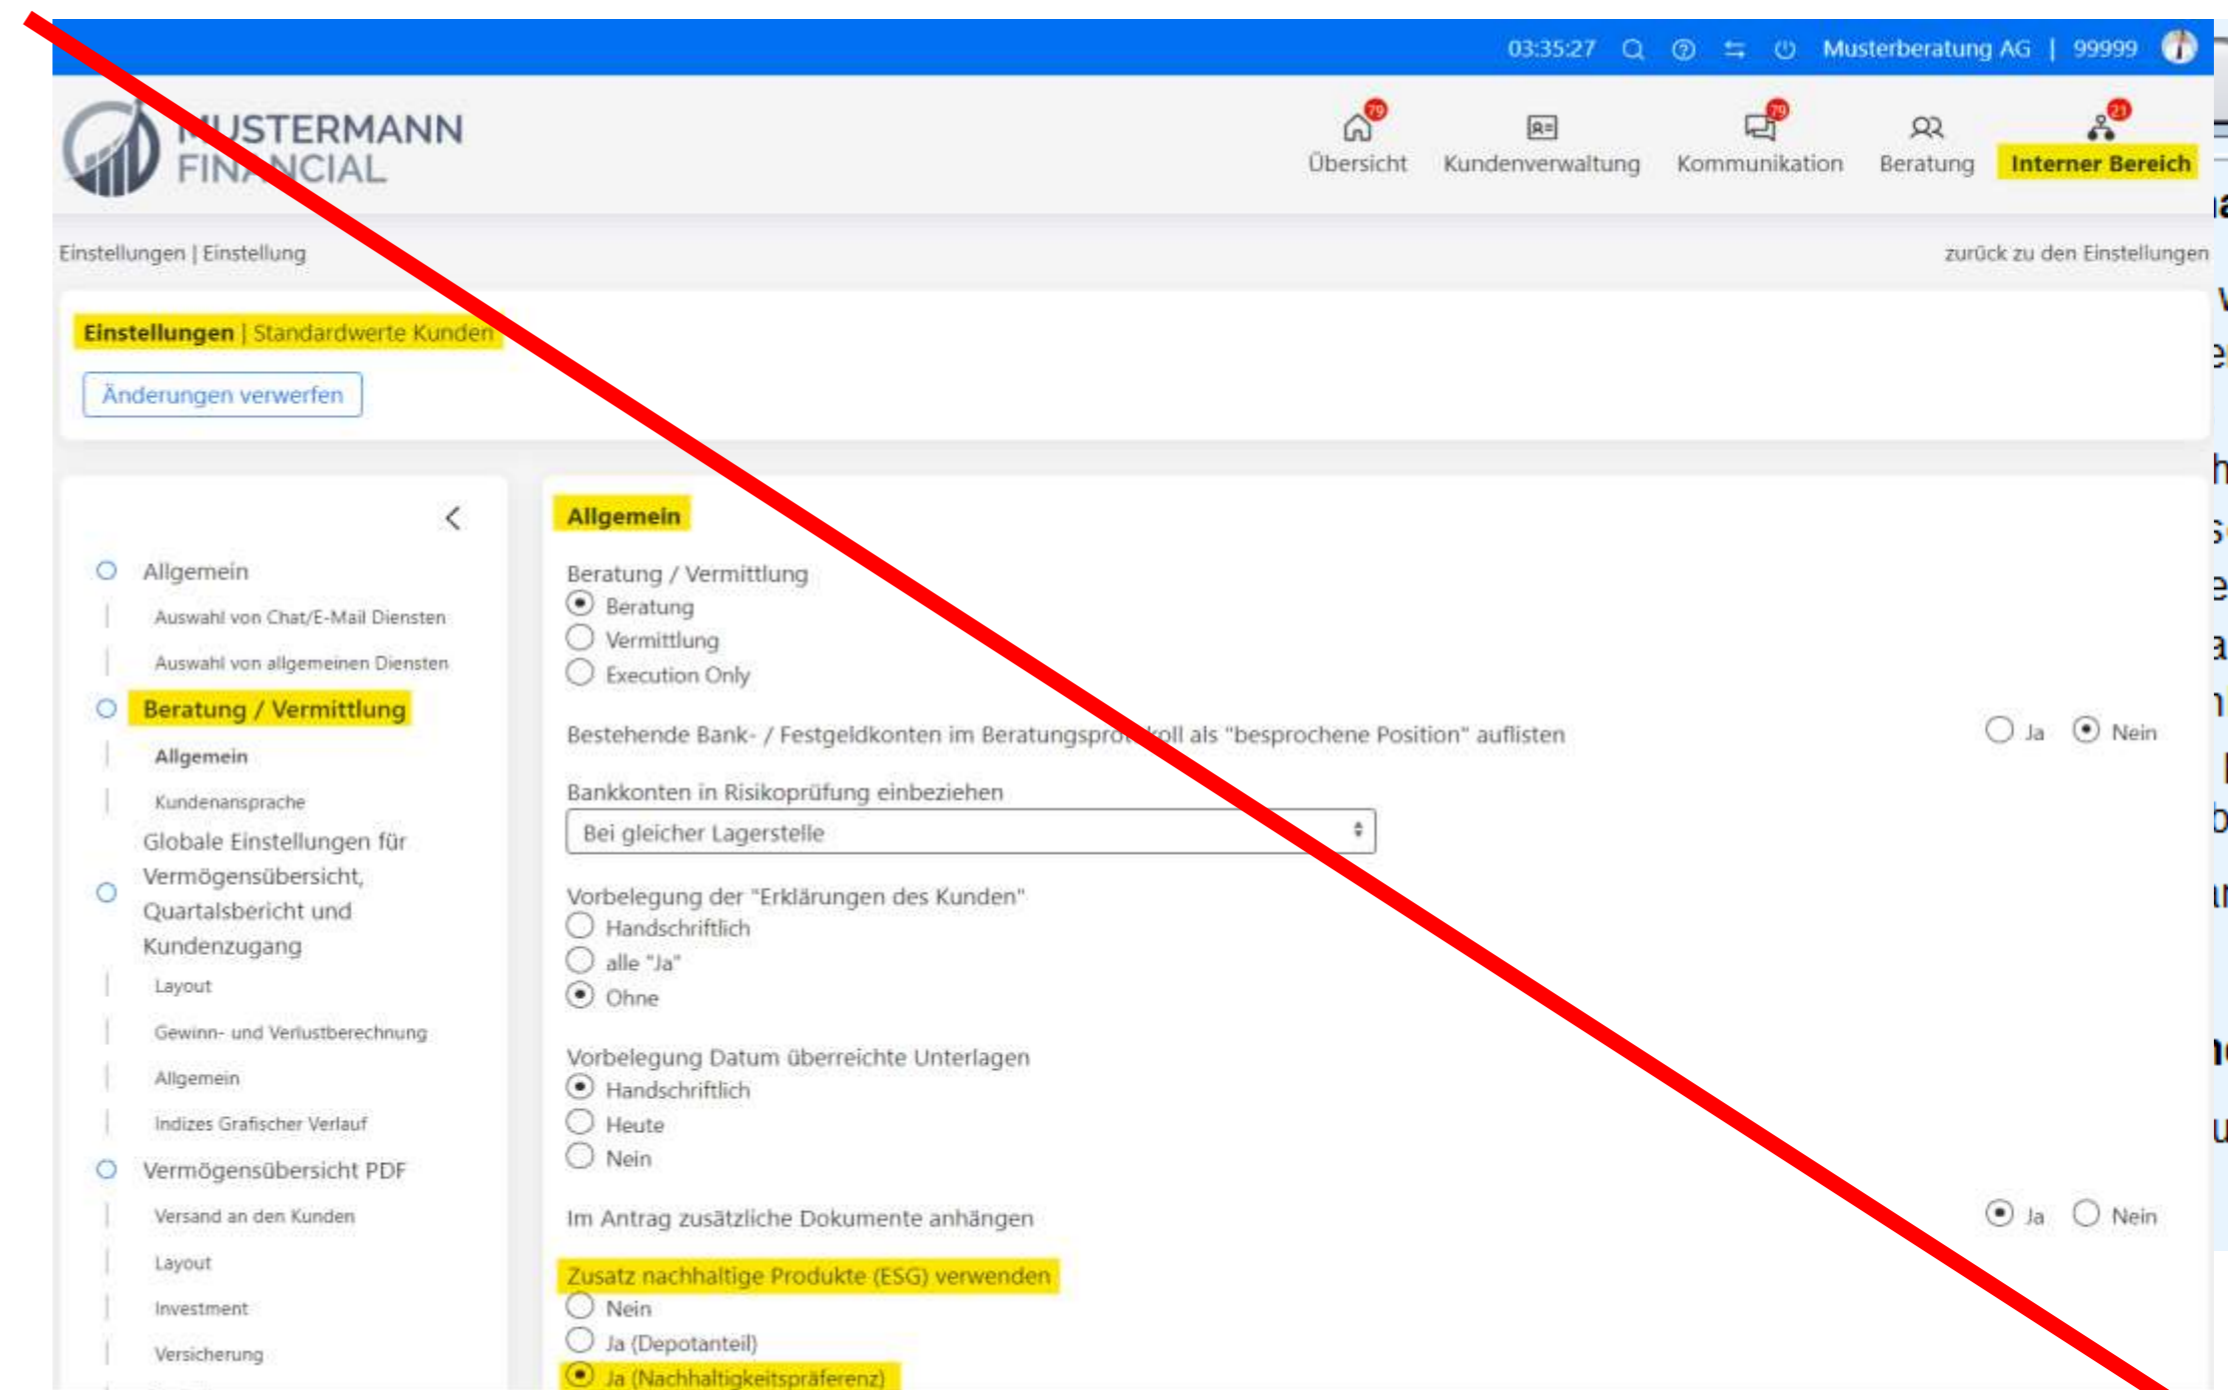 03:35:27 Musterberatung AG | 99999
MUSTERMANN
FINANCIAL
79
79
21
Übersicht Kundenverwaltung Kommunikation Beratung Interner Bereich
Einstellungen | Einstellung
zurück zu den Einstellungen
Einstellungen | Standardwerte Kunden
Änderungen verwerfen
Allgemein
Auswahl von Chat/E-Mail Diensten
Auswahl von allgemeinen Diensten
Beratung / Vermittlung
Allgemein
Kundenansprache
Globale Einstellungen für
Vermögensübersicht,
Quartalsbericht und
Kundenzugang
Layout
Gewinn- und Verlustberechnung
Allgemein
Indizes Grafischer Verlauf
Vermögensübersicht PDF
Versand an den Kunden
Layout
Investment
Versicherung
Allgemein
Beratung / Vermittlung
Beratung
Vermittlung
Execution Only
Bestehende Bank- / Festgeldkonten im Beratungsprotokoll als "besprochene Position" auflisten
Ja Nein
Bankkonten in Risikoprüfung einbeziehen
Bei gleicher Lagerstelle
Vorbelegung der "Erklärungen des Kunden"
Handschriftlich
alle "Ja"
Ohne
Vorbelegung Datum überreichte Unterlagen
Handschriftlich
Heute
Nein
Im Antrag zusätzliche Dokumente anhängen
Ja Nein
Zusatz nachhaltige Produkte (ESG) verwenden
Nein
Ja (Depotanteil)
Ja (Nachhaltigkeitspräferenz)